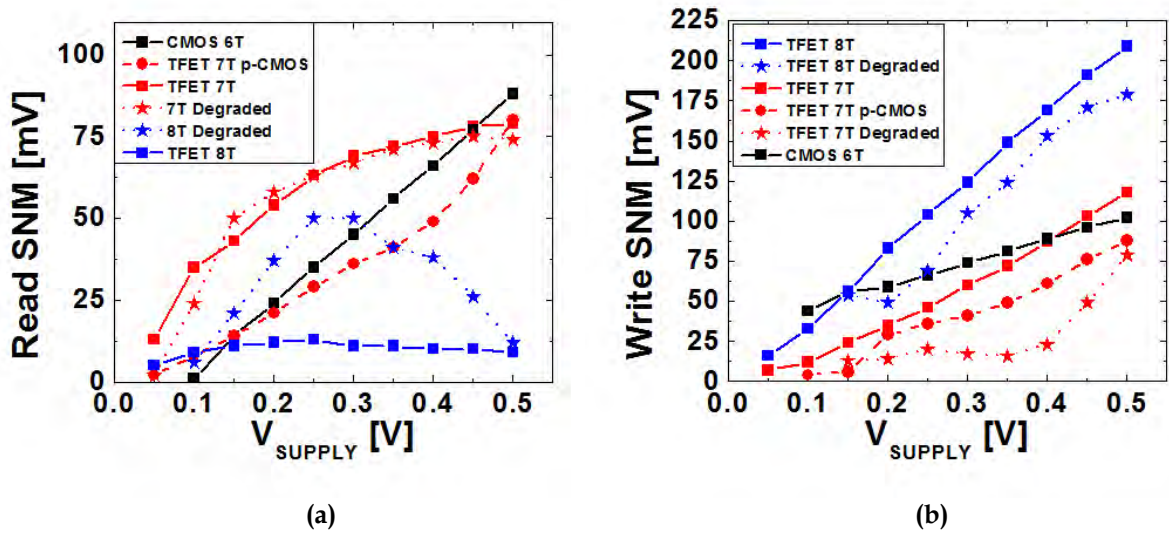 100
75
50
25
0
Read SNM [mV]
CMOS 6T
TFET 7T p-CMOS
TFET 7T
7T Degraded
8T Degraded
TFET 8T
0.0 0.1 0.2 0.3 0.4 0.5
VSUPPLY [V]
(a)
225
200
175
150
125
100
75
50
25
0
Write SNM [mV]
TFET 8T
TFET 8T Degraded
TFET 7T
TFET 7T p-CMOS
TFET 7T Degraded
CMOS 6T
0.0 0.1 0.2 0.3 0.4 0.5
VSUPPLY [V]
(b)